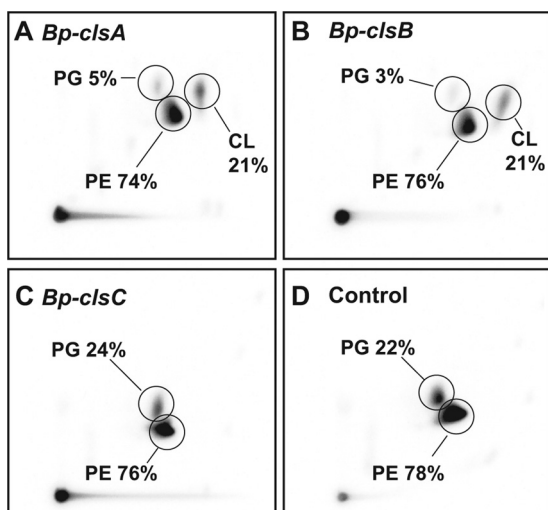 A Bp-clsA
PG 5%
CL
21%
PE 74%
B Bp-clsB
PG 3%
CL
21%
PE 76%
C Bp-clsC
PG 24%
PE 76%
D Control
PG 22%
PE 78%